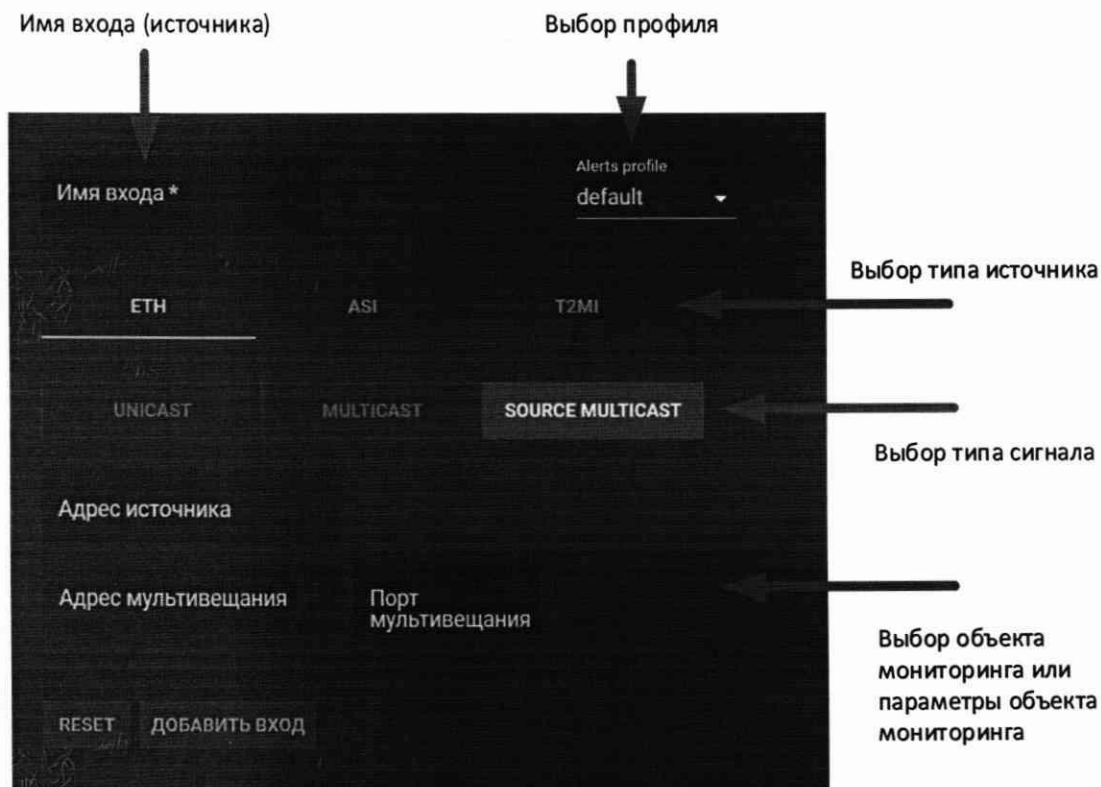 Имя входа (источника)
Выбор профиля
Alerts profile
Имя входа *
default
Выбор типа источника
ETH
ASI
T2MI
UNICAST
MULTICAST
SOURCE MULTICAST
Выбор типа сигнала
Адрес источника
Адрес мультивещания
Порт
мультивещания
Выбор объекта
мониторинга или
параметры объекта
мониторинга
RESET
ДОБАВИТЬ ВХОД